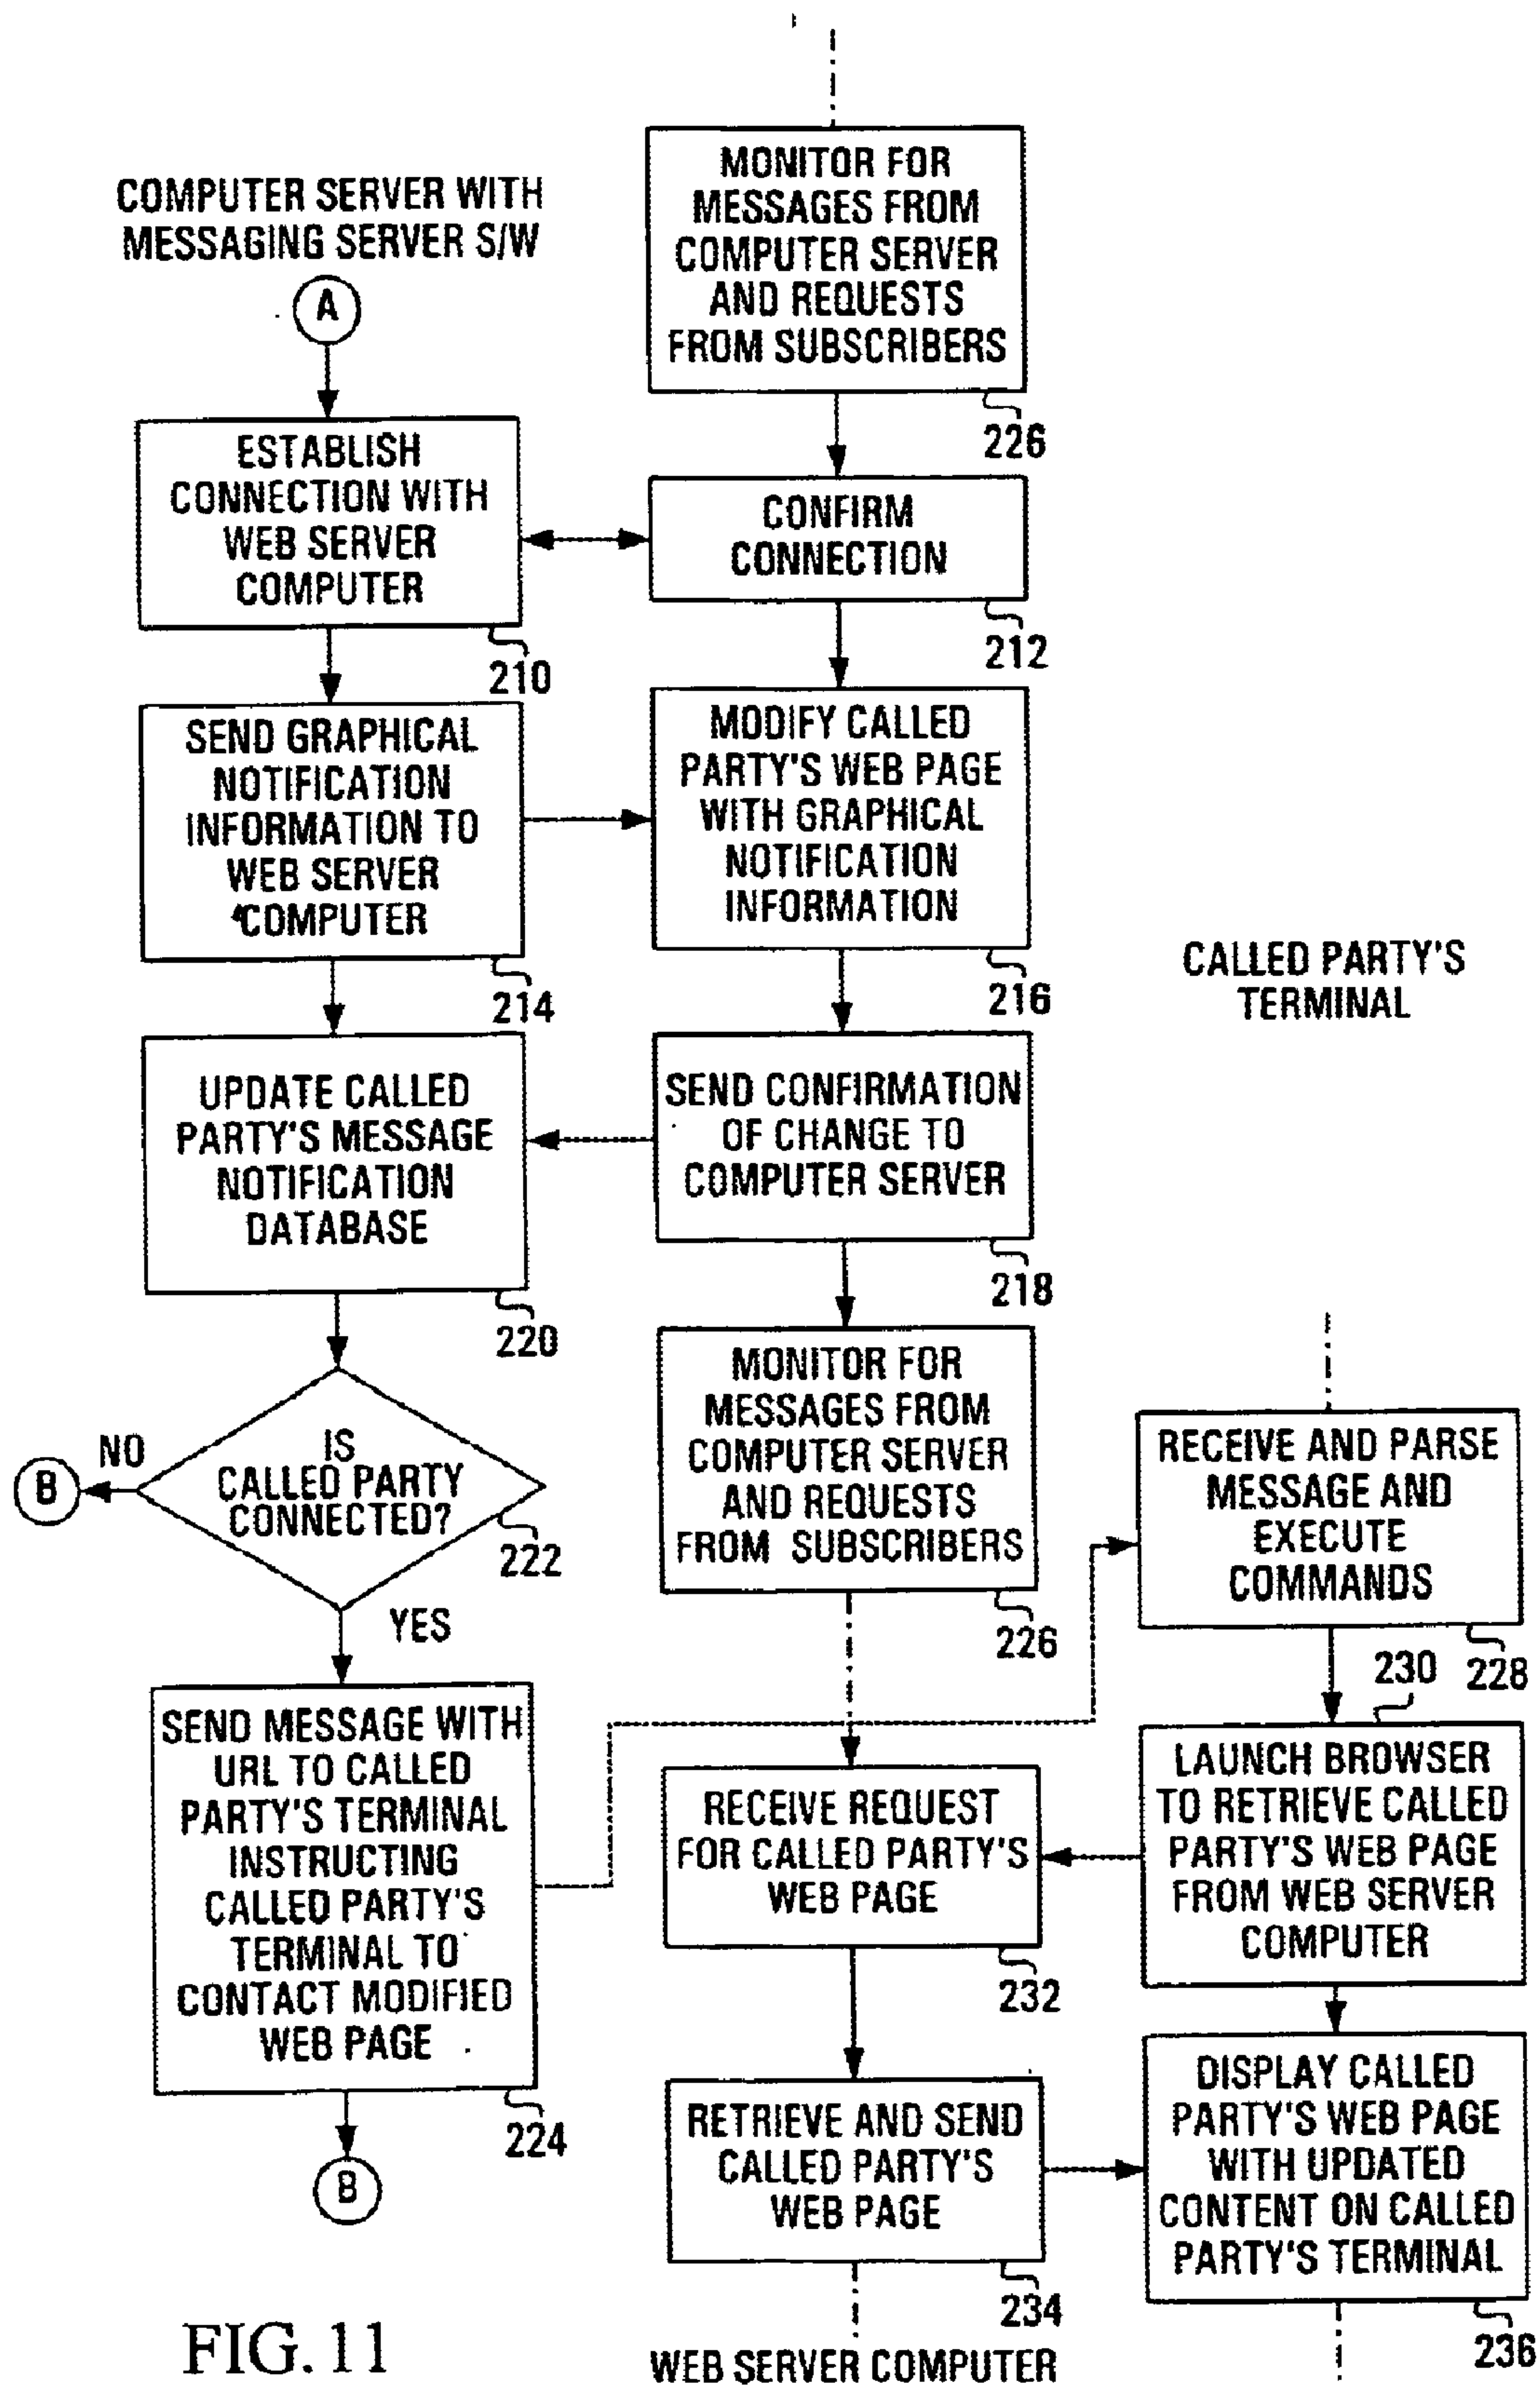 COMPUTER SERVER WITH
MESSAGING SERVER S/W
A
ESTABLISH
CONNECTION WITH
WEB SERVER
COMPUTER
210
SEND GRAPHICAL
NOTIFICATION
INFORMATION TO
WEB SERVER
COMPUTER
214
UPDATE CALLED
PARTY'S MESSAGE
NOTIFICATION
DATABASE
220
IS
CALLED PARTY
CONNECTED?
222
NO
B
YES
SEND MESSAGE WITH
URL TO CALLED
PARTY'S TERMINAL
INSTRUCTING
CALLED PARTY'S
TERMINAL TO
CONTACT MODIFIED
WEB PAGE
224
B
MONITOR FOR
MESSAGES FROM
COMPUTER SERVER
AND REQUESTS
FROM SUBSCRIBERS
226
CONFIRM
CONNECTION
212
MODIFY CALLED
PARTY'S WEB PAGE
WITH GRAPHICAL
NOTIFICATION
INFORMATION
216
SEND CONFIRMATION
OF CHANGE TO
COMPUTER SERVER
218
MONITOR FOR
MESSAGES FROM
COMPUTER SERVER
AND REQUESTS
FROM SUBSCRIBERS
226
RECEIVE REQUEST
FOR CALLED PARTY'S
WEB PAGE
232
RETRIEVE AND SEND
CALLED PARTY'S
WEB PAGE
234
WEB SERVER COMPUTER
CALLED PARTY'S
TERMINAL
RECEIVE AND PARSE
MESSAGE AND
EXECUTE
COMMANDS
228
230
LAUNCH BROWSER
TO RETRIEVE CALLED
PARTY'S WEB PAGE
FROM WEB SERVER
COMPUTER
DISPLAY CALLED
PARTY'S WEB PAGE
WITH UPDATED
CONTENT ON CALLED
PARTY'S TERMINAL
236
FIG. 11